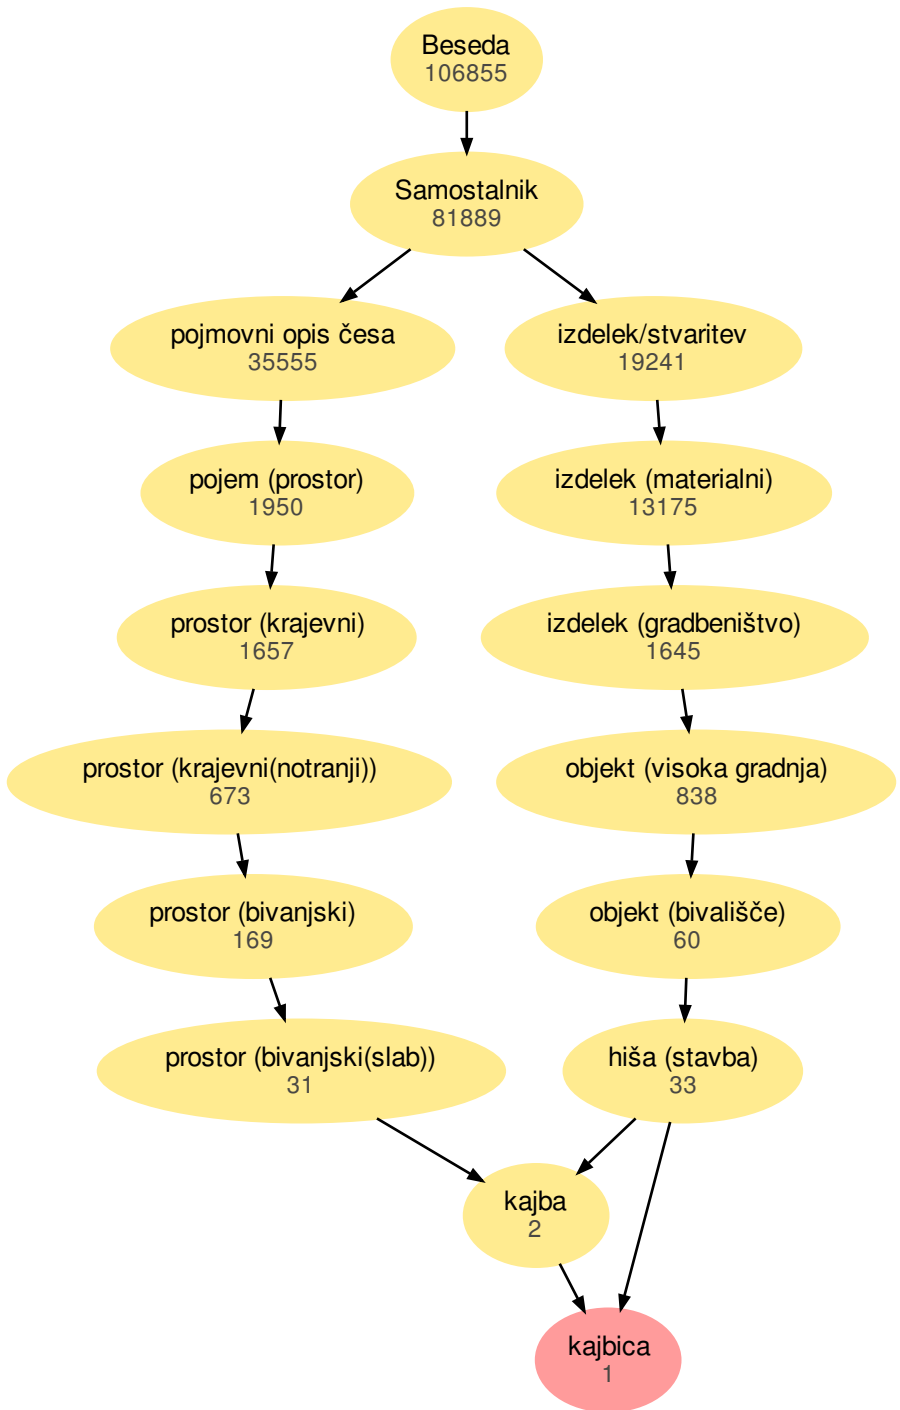 Beseda
106855
Samostalnik
81889
pojmovni opis česa
35555
izdelek/stvaritev
19241
pojem (prostor)
1950
izdelek (materialni)
13175
prostor (krajevni)
1657
izdelek (gradbeništvo)
1645
prostor (krajevni(notranji))
673
objekt (visoka gradnja)
838
prostor (bivanjski)
169
objekt (bivališče)
60
prostor (bivanjski(slab))
31
hiša (stavba)
33
kajba
2
kajbica
1